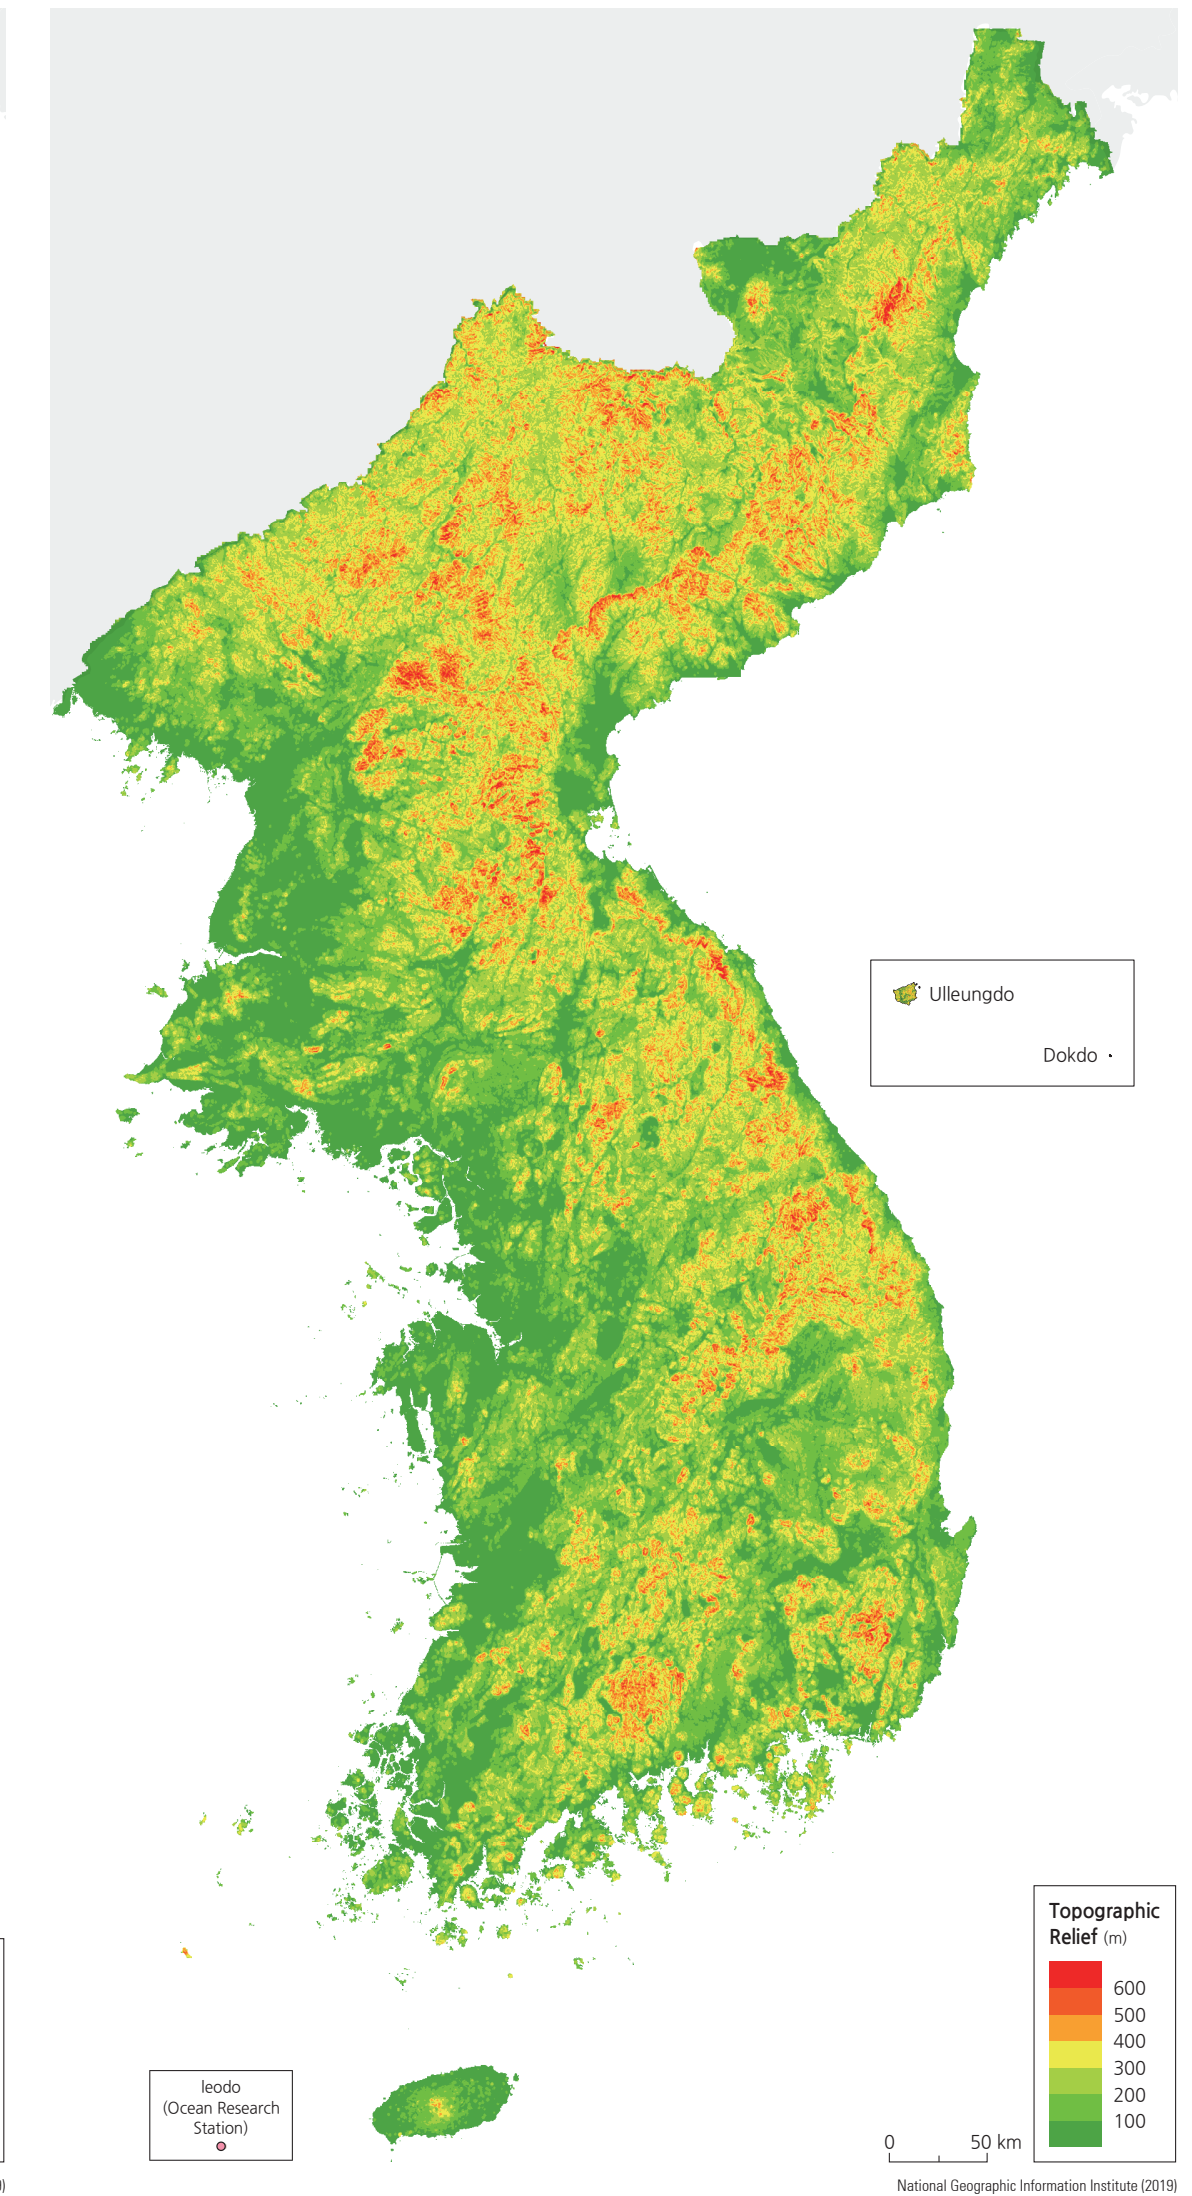 Ulleungdo
Dokdo
Topographic
Relief (m)
600
500
400
300
200
100
Ieodo
(Ocean Research
Station)
0 50 km
National Geographic Information Institute (2019)